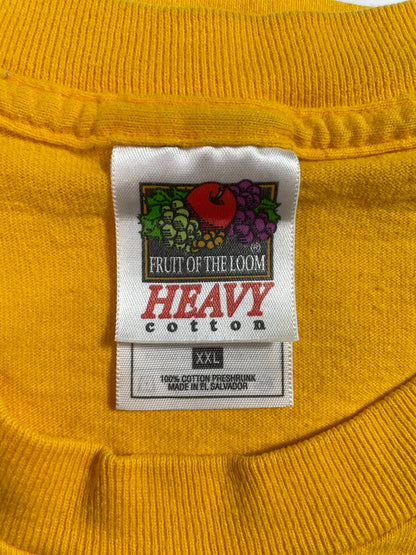 ®
FRUIT OF THE LOOM
HEAVY
cotton
XXL
100% COTTON PRESHRUNK
MADE IN EL SALVADOR